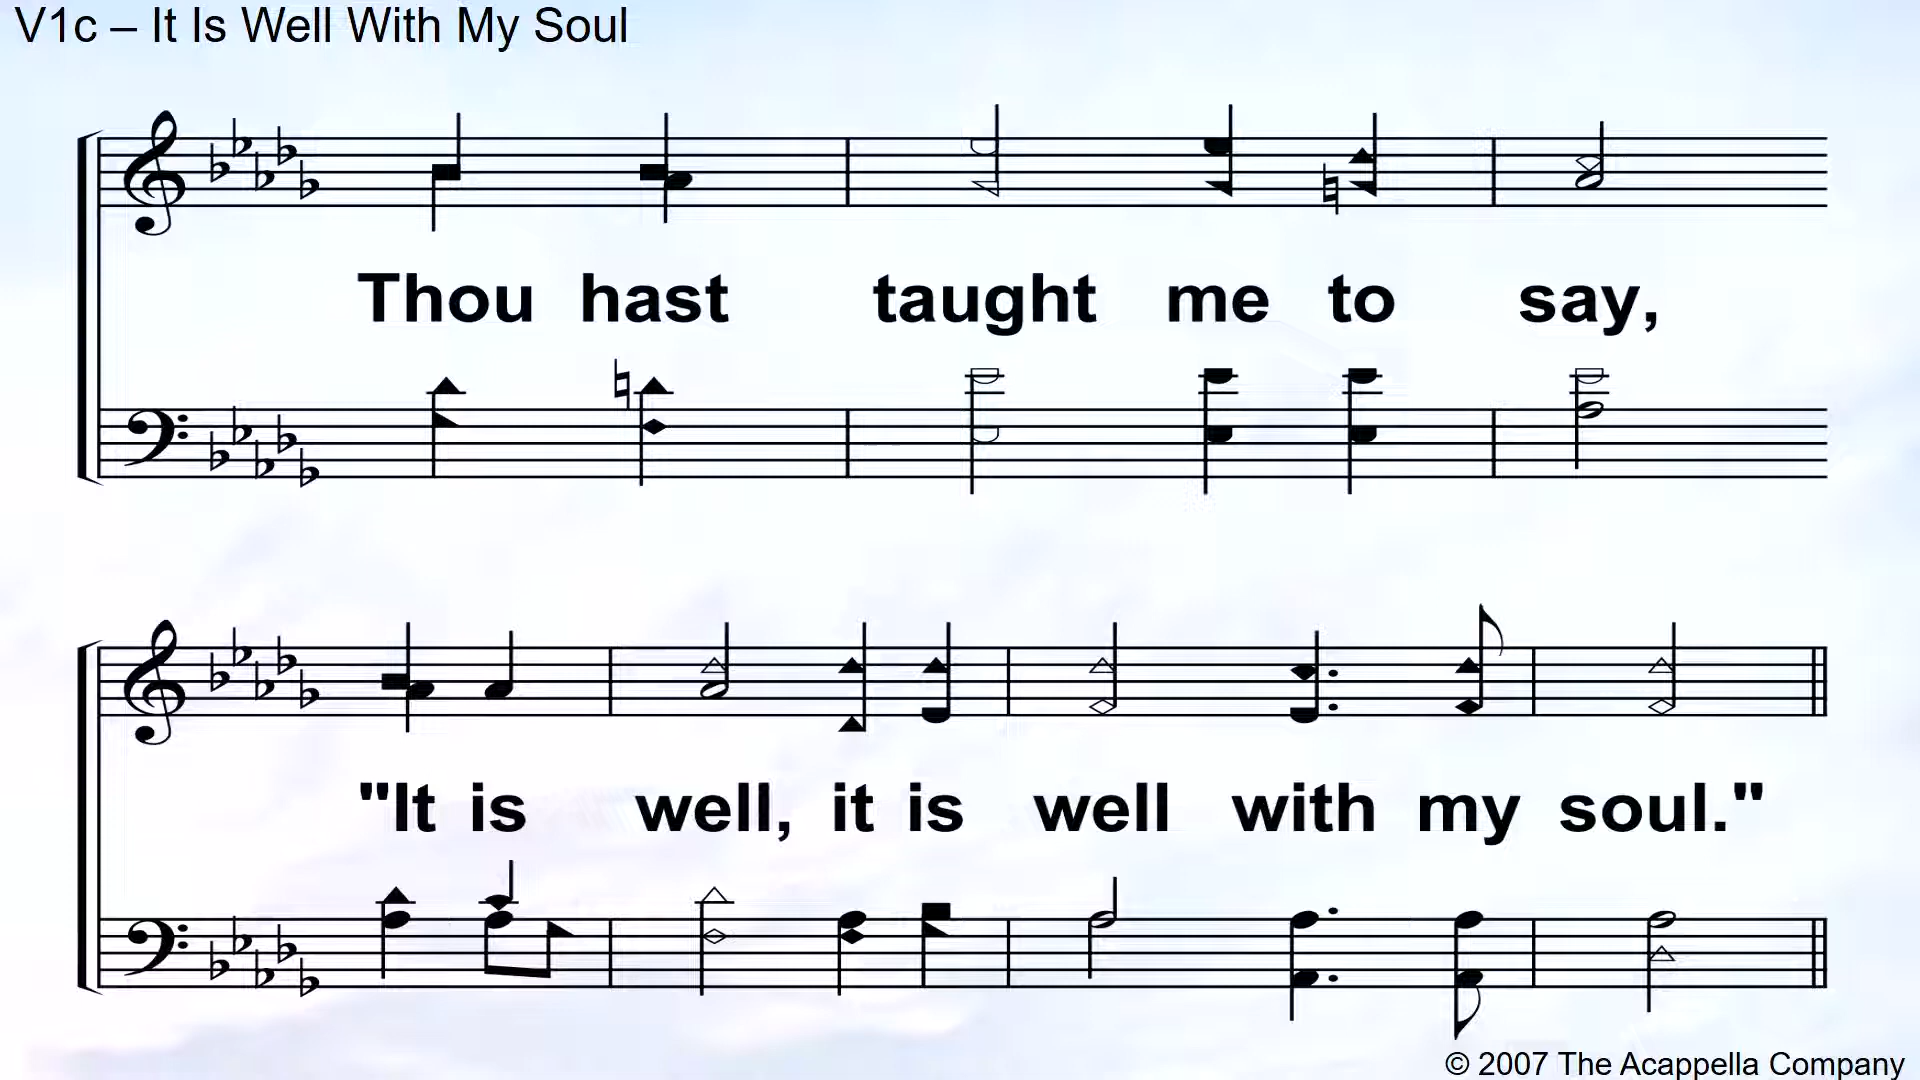 V1c – It Is Well With My Soul
Thou hast taught me to say,
"It is well, it is well with my soul."
© 2007 The Acappella Company